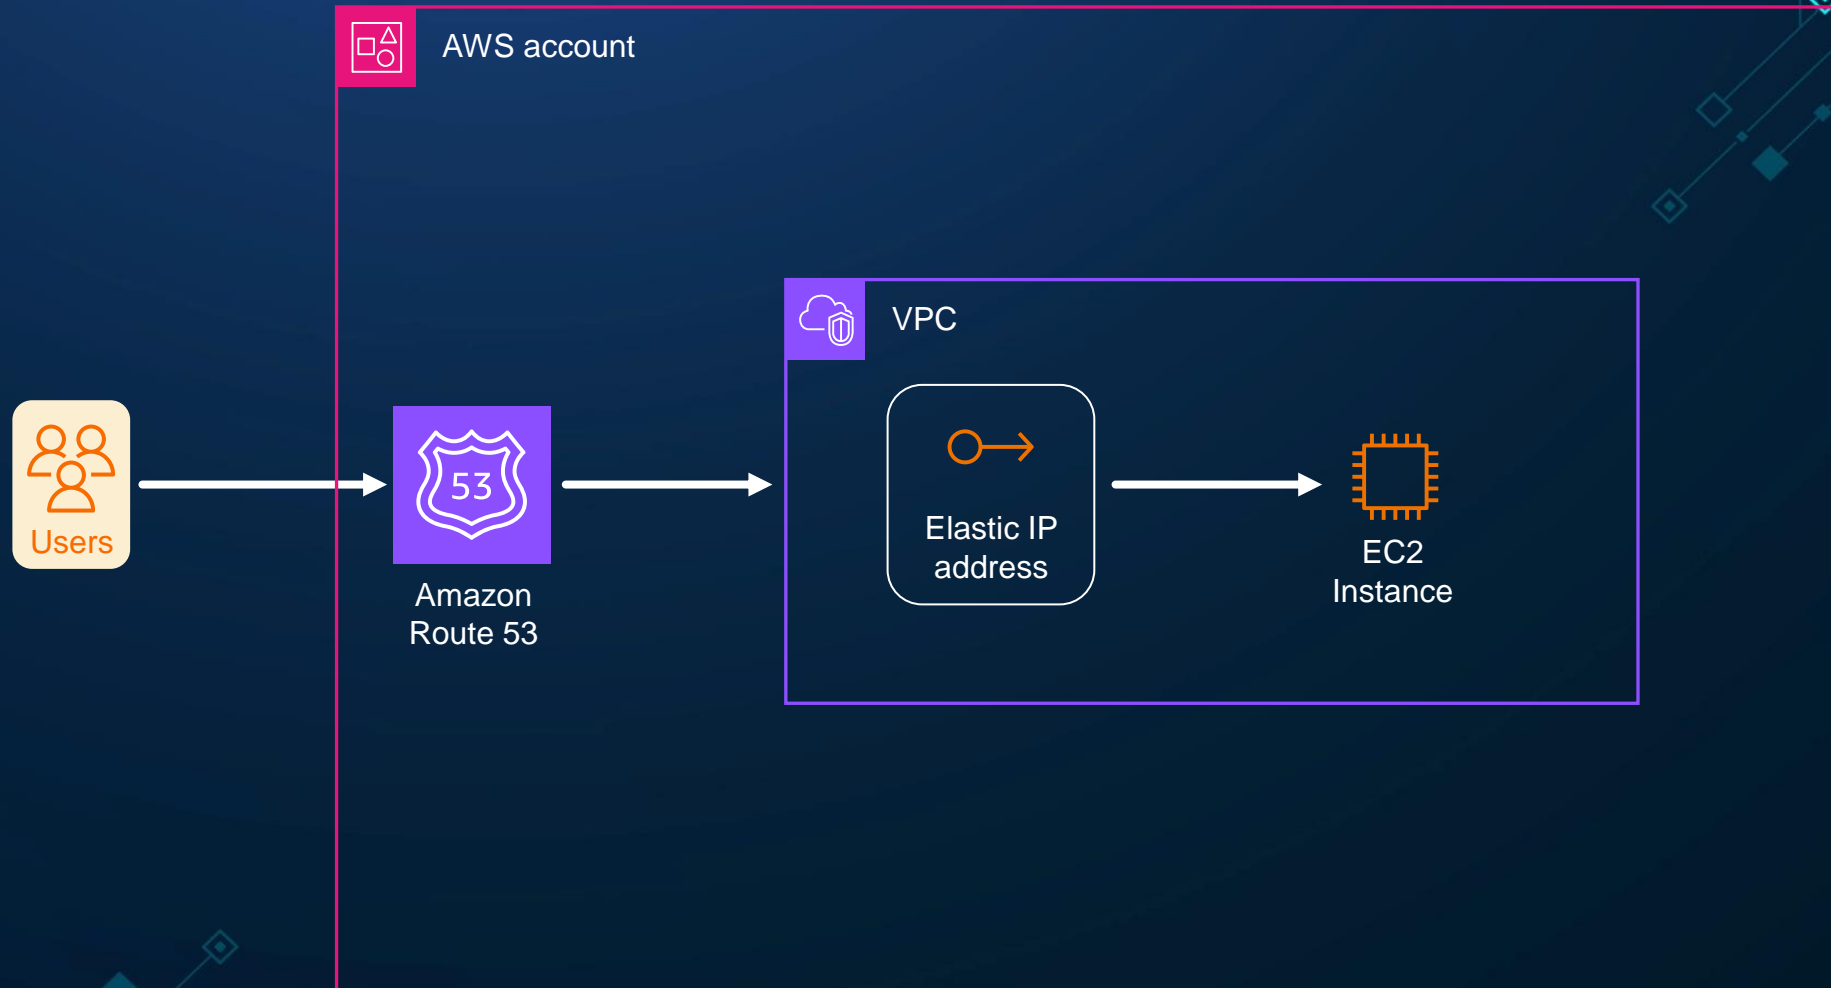 AWS account
VPC
Users
53
Amazon
Route 53
Elastic IP
address
EC2
Instance